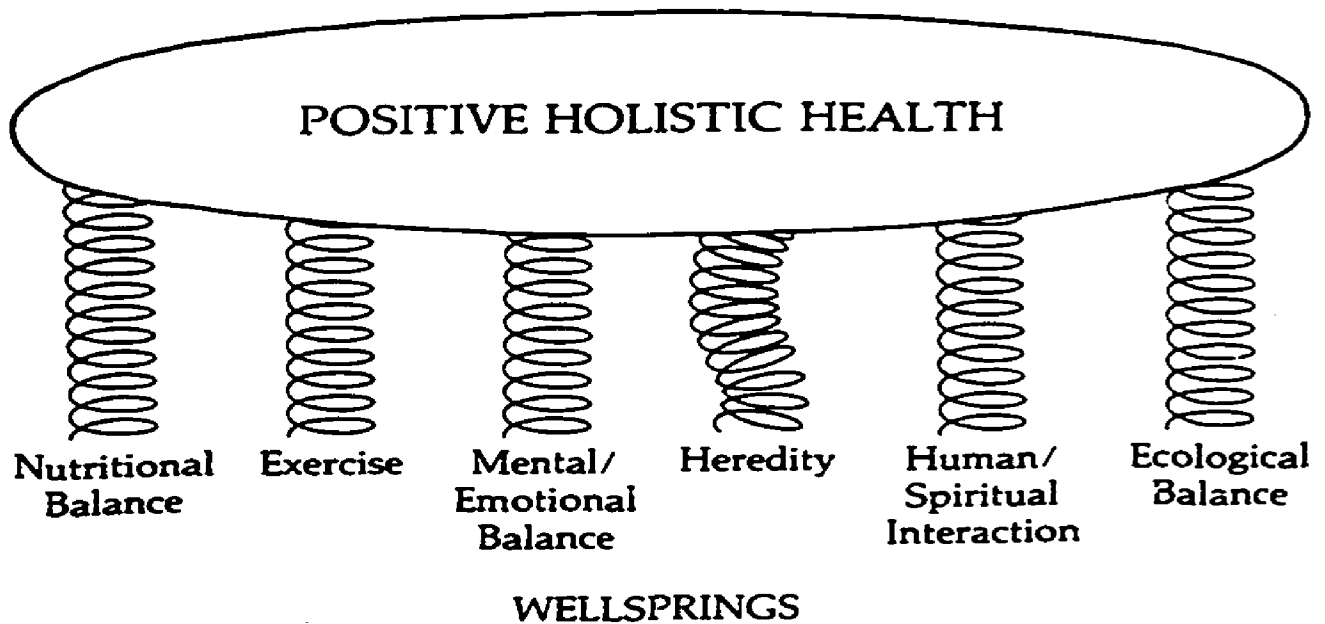 POSITIVE HOLISTIC HEALTH
Nutritional
Balance
Exercise
Mental/
Emotional
Balance
Heredity
Human/
Spiritual
Interaction
Ecological
Balance
WELLSPRINGS